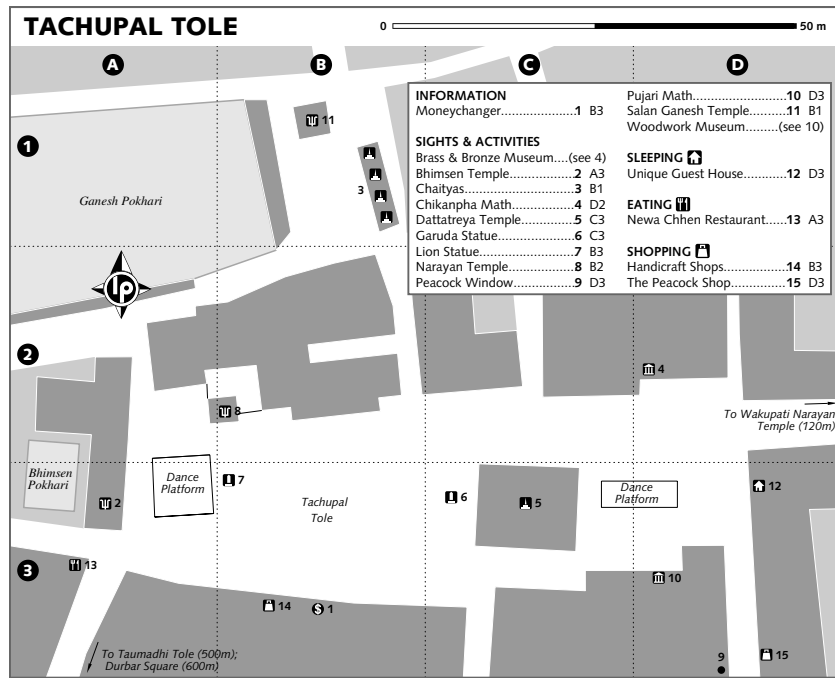 TACHUPAL TOLE
0 50 m
A B C D
INFORMATION
Moneychanger..................1 B3
SIGHTS & ACTIVITIES
Brass & Bronze Museum....(see 4)
Bhimsen Temple................2 A3
Chaityas...........................3 B1
Chikanpha Math................4 D2
Dattatreya Temple.............5 C3
Garuda Statue...................6 C3
Lion Statue.......................7 B3
Narayan Temple................8 B2
Peacock Window...............9 D3
Pujari Math...........................10 D3
Salan Ganesh Temple..........11 B1
Woodwork Museum........(see 10)
SLEEPING
Unique Guest House............12 D3
EATING
Newa Chhen Restaurant......13 A3
SHOPPING
Handicraft Shops.................14 B3
The Peacock Shop...............15 D3
1
11
3
Ganesh Pokhari
lp
2
4
8
To Wakupati Narayan
Temple (120m)
Bhimsen
Pokhari
2
Dance
Platform
7
Tachupal
Tole
6
5
Dance
Platform
12
3
13
14
1
10
To Taumadhi Tole (500m);
Durbar Square (600m)
9
15